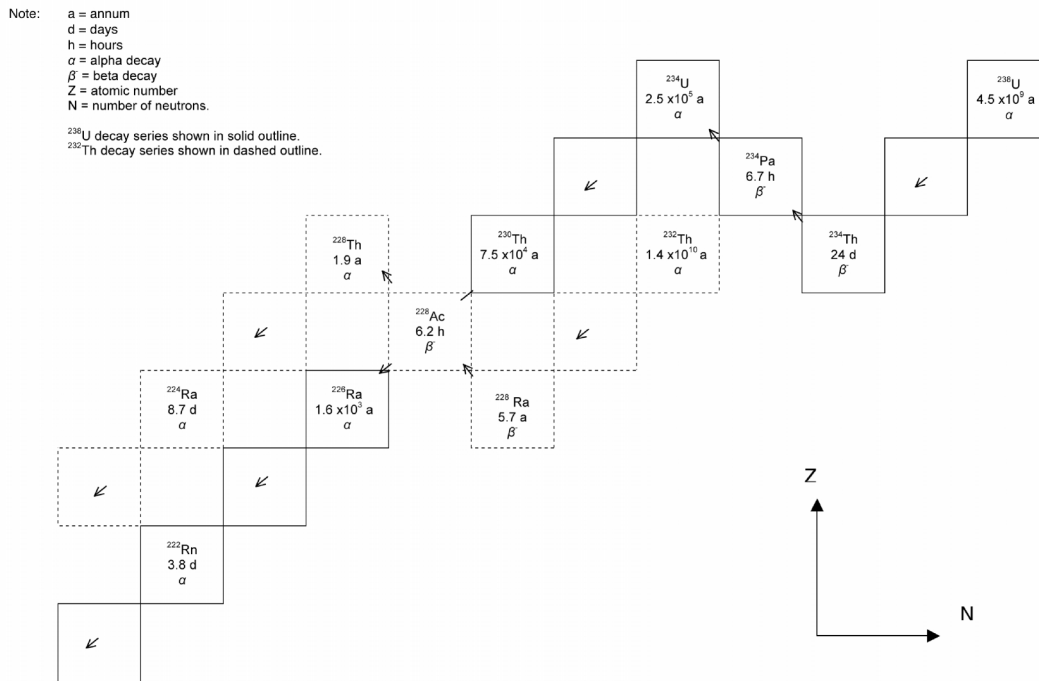 Note: a = annum
d = days
h = hours
α = alpha decay
β⁻ = beta decay
Z = atomic number
N = number of neutrons.
²³⁸U decay series shown in solid outline.
²³²Th decay series shown in dashed outline.
²³⁴U
2.5 x10⁵ a
α
²³⁸U
4.5 x10⁹ a
α
²³⁴Pa
6.7 h
β⁻
²²⁸Th
1.9 a
α
²³⁰Th
7.5 x10⁴ a
α
²³²Th
1.4 x10¹⁰ a
α
²³⁴Th
24 d
β⁻
²²⁸Ac
6.2 h
β⁻
²²⁴Ra
8.7 d
α
²²⁶Ra
1.6 x10³ a
α
²²⁸ Ra
5.7 a
β⁻
²²²Rn
3.8 d
α
Z
N